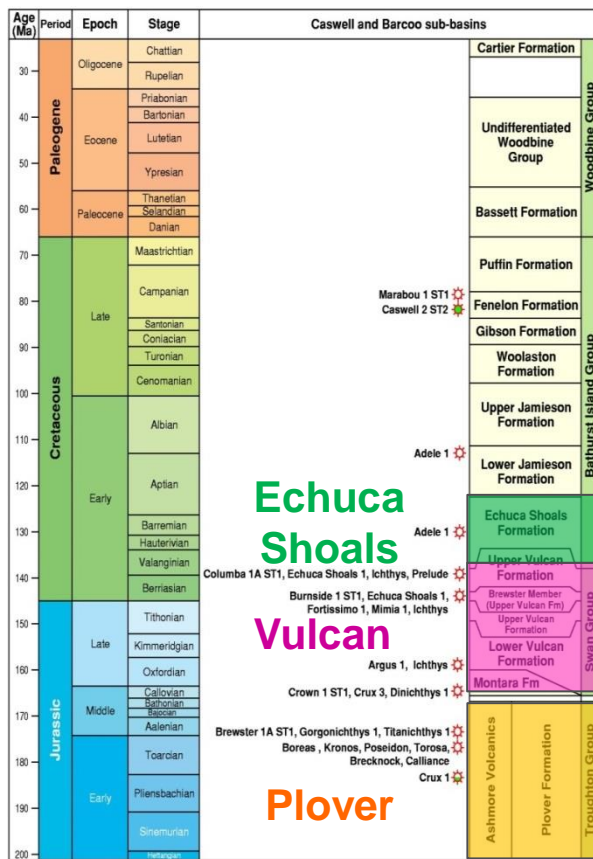 Age (Ma)
Period
Epoch
Stage
Caswell and Barcoo sub-basins
30
40
50
60
70
80
90
100
110
120
130
140
150
160
170
180
190
200
Paleogene
Cretaceous
Jurassic
Oligocene
Eocene
Paleocene
Late
Early
Late
Middle
Early
Chattian
Rupelian
Priabonian
Bartonian
Lutetian
Ypresian
Thanetian
Selandian
Danian
Maastrichtian
Campanian
Santonian
Coniacian
Turonian
Cenomanian
Albian
Aptian
Barremian
Hauterivian
Valanginian
Berriasian
Tithonian
Kimmeridgian
Oxfordian
Callovian
Bathonian
Bajocian
Aalenian
Toarcian
Pliensbachian
Sinemurian
Hettangian
Marabou 1 ST1
Caswell 2 ST2
Adele 1
Echuca
Shoals
Adele 1
Columba 1A ST1, Echuca Shoals 1, Ichthys, Prelude
Burnside 1 ST1, Echuca Shoals 1,
Fortissimo 1, Mimia 1, Ichthys
Vulcan
Argus 1, Ichthys
Crown 1 ST1, Crux 3, Dinichthys 1
Brewster 1A ST1, Gorgonichthys 1, Titanichthys 1
Boreas , Kronos, Poseidon, Torosa,
Brecknock, Calliance
Crux 1
Plover
Cartier Formation
Undifferentiated
Woodbine
Group
Bassett Formation
Puffin Formation
Fenelon Formation
Gibson Formation
Woolaston
Formation
Upper Jamieson
Formation
Lower Jamieson
Formation
Echuca Shoals
Formation
Upper Vulcan
Formation
Brewster Member
(Upper Vulcan Fm)
Upper Vulcan
Formation
Lower Vulcan
Formation
Montara Fm
Ashmore Volcanics
Plover Formation
Woodbine Group
Bathurst Island Group
Swan Group
Troughton Group